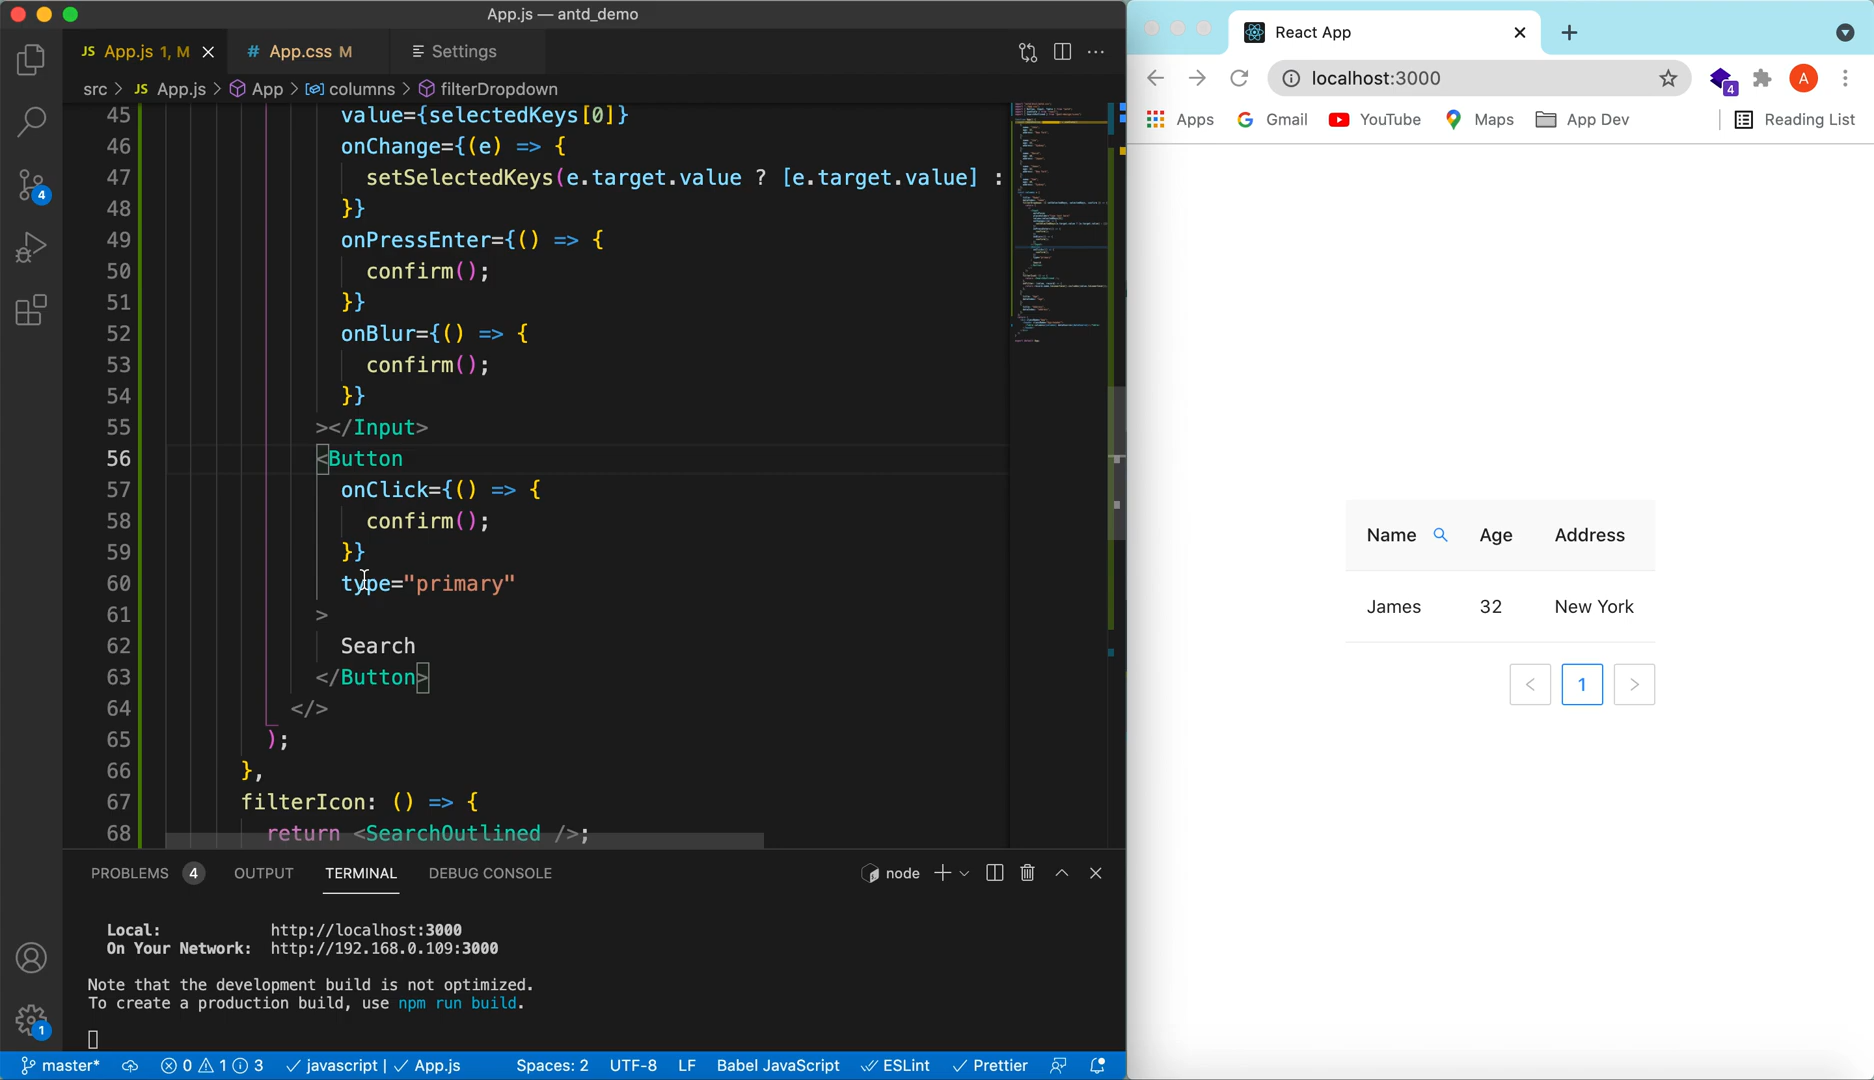 App.js — antd_demo
JS App.js 1, M
# App.css M
Settings
src > JS App.js > App > columns > filterDropdown
45 value={selectedKeys[0]}
46 onChange={(e) => {
47 setSelectedKeys(e.target.value ? [e.target.value] :
48 }}
49 onPressEnter={() => {
50 confirm();
51 }}
52 onBlur={() => {
53 confirm();
54 }}
55 ></Input>
56 <Button
57 onClick={() => {
58 confirm();
59 }}
60 type="primary"
61 >
62 Search
63 </Button>
64 </>
65 );
66 },
67 filterIcon: () => {
68 return <SearchOutlined />;
PROBLEMS 4 OUTPUT TERMINAL DEBUG CONSOLE
node
Local: http://localhost:3000
On Your Network: http://192.168.0.109:3000
Note that the development build is not optimized.
To create a production build, use npm run build.
4
1
master* 0 1 3 javascript | App.js Spaces: 2 UTF-8 LF Babel JavaScript ESLint Prettier
React App
localhost:3000
4
A
Apps Gmail YouTube Maps App Dev Reading List
Name Age Address
James 32 New York
< 1 >